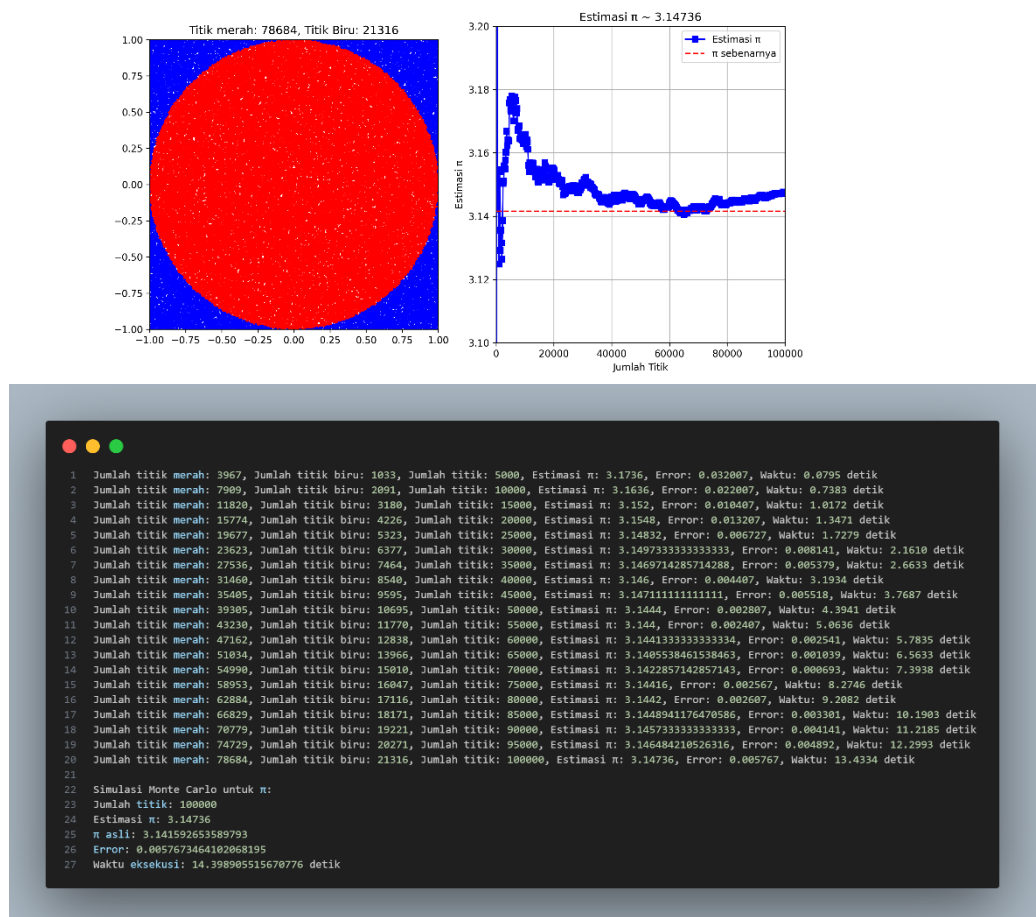 Titik merah: 78684, Titik Biru: 21316
1.00
0.75
0.50
0.25
0.00
−0.25
−0.50
−0.75
−1.00
−1.00 −0.75 −0.50 −0.25 0.00 0.25 0.50 0.75 1.00
Estimasi π ~ 3.14736
Estimasi π
π sebenarnya
3.20
3.18
3.16
3.14
3.12
3.10
Estimasi π
0 20000 40000 60000 80000 100000
Jumlah Titik
1 Jumlah titik merah: 3967, Jumlah titik biru: 1033, Jumlah titik: 5000, Estimasi π: 3.1736, Error: 0.032007, Waktu: 0.0795 detik
2 Jumlah titik merah: 7909, Jumlah titik biru: 2091, Jumlah titik: 10000, Estimasi π: 3.1636, Error: 0.022007, Waktu: 0.7383 detik
3 Jumlah titik merah: 11820, Jumlah titik biru: 3180, Jumlah titik: 15000, Estimasi π: 3.152, Error: 0.010407, Waktu: 1.0172 detik
4 Jumlah titik merah: 15774, Jumlah titik biru: 4226, Jumlah titik: 20000, Estimasi π: 3.1548, Error: 0.013207, Waktu: 1.3471 detik
5 Jumlah titik merah: 19677, Jumlah titik biru: 5323, Jumlah titik: 25000, Estimasi π: 3.14832, Error: 0.006727, Waktu: 1.7279 detik
6 Jumlah titik merah: 23623, Jumlah titik biru: 6377, Jumlah titik: 30000, Estimasi π: 3.1497333333333333, Error: 0.008141, Waktu: 2.1610 detik
7 Jumlah titik merah: 27536, Jumlah titik biru: 7464, Jumlah titik: 35000, Estimasi π: 3.1469714285714288, Error: 0.005379, Waktu: 2.6633 detik
8 Jumlah titik merah: 31460, Jumlah titik biru: 8540, Jumlah titik: 40000, Estimasi π: 3.146, Error: 0.004407, Waktu: 3.1934 detik
9 Jumlah titik merah: 35405, Jumlah titik biru: 9595, Jumlah titik: 45000, Estimasi π: 3.147111111111111, Error: 0.005518, Waktu: 3.7687 detik
10 Jumlah titik merah: 39305, Jumlah titik biru: 10695, Jumlah titik: 50000, Estimasi π: 3.1444, Error: 0.002807, Waktu: 4.3941 detik
11 Jumlah titik merah: 43230, Jumlah titik biru: 11770, Jumlah titik: 55000, Estimasi π: 3.144, Error: 0.002407, Waktu: 5.0636 detik
12 Jumlah titik merah: 47162, Jumlah titik biru: 12838, Jumlah titik: 60000, Estimasi π: 3.1441333333333334, Error: 0.002541, Waktu: 5.7835 detik
13 Jumlah titik merah: 51034, Jumlah titik biru: 13966, Jumlah titik: 65000, Estimasi π: 3.1405538461538463, Error: 0.001039, Waktu: 6.5633 detik
14 Jumlah titik merah: 54990, Jumlah titik biru: 15010, Jumlah titik: 70000, Estimasi π: 3.1422857142857143, Error: 0.000693, Waktu: 7.3938 detik
15 Jumlah titik merah: 58953, Jumlah titik biru: 16047, Jumlah titik: 75000, Estimasi π: 3.14416, Error: 0.002567, Waktu: 8.2746 detik
16 Jumlah titik merah: 62884, Jumlah titik biru: 17116, Jumlah titik: 80000, Estimasi π: 3.1442, Error: 0.002607, Waktu: 9.2082 detik
17 Jumlah titik merah: 66829, Jumlah titik biru: 18171, Jumlah titik: 85000, Estimasi π: 3.1448941176470586, Error: 0.003301, Waktu: 10.1903 detik
18 Jumlah titik merah: 70779, Jumlah titik biru: 19221, Jumlah titik: 90000, Estimasi π: 3.1457333333333333, Error: 0.004141, Waktu: 11.2185 detik
19 Jumlah titik merah: 74729, Jumlah titik biru: 20271, Jumlah titik: 95000, Estimasi π: 3.146484210526316, Error: 0.004892, Waktu: 12.2993 detik
20 Jumlah titik merah: 78684, Jumlah titik biru: 21316, Jumlah titik: 100000, Estimasi π: 3.14736, Error: 0.005767, Waktu: 13.4334 detik
21
22 Simulasi Monte Carlo untuk π:
23 Jumlah titik: 100000
24 Estimasi π: 3.14736
25 π asli: 3.141592653589793
26 Error: 0.0057673464102068195
27 Waktu eksekusi: 14.398905515670776 detik